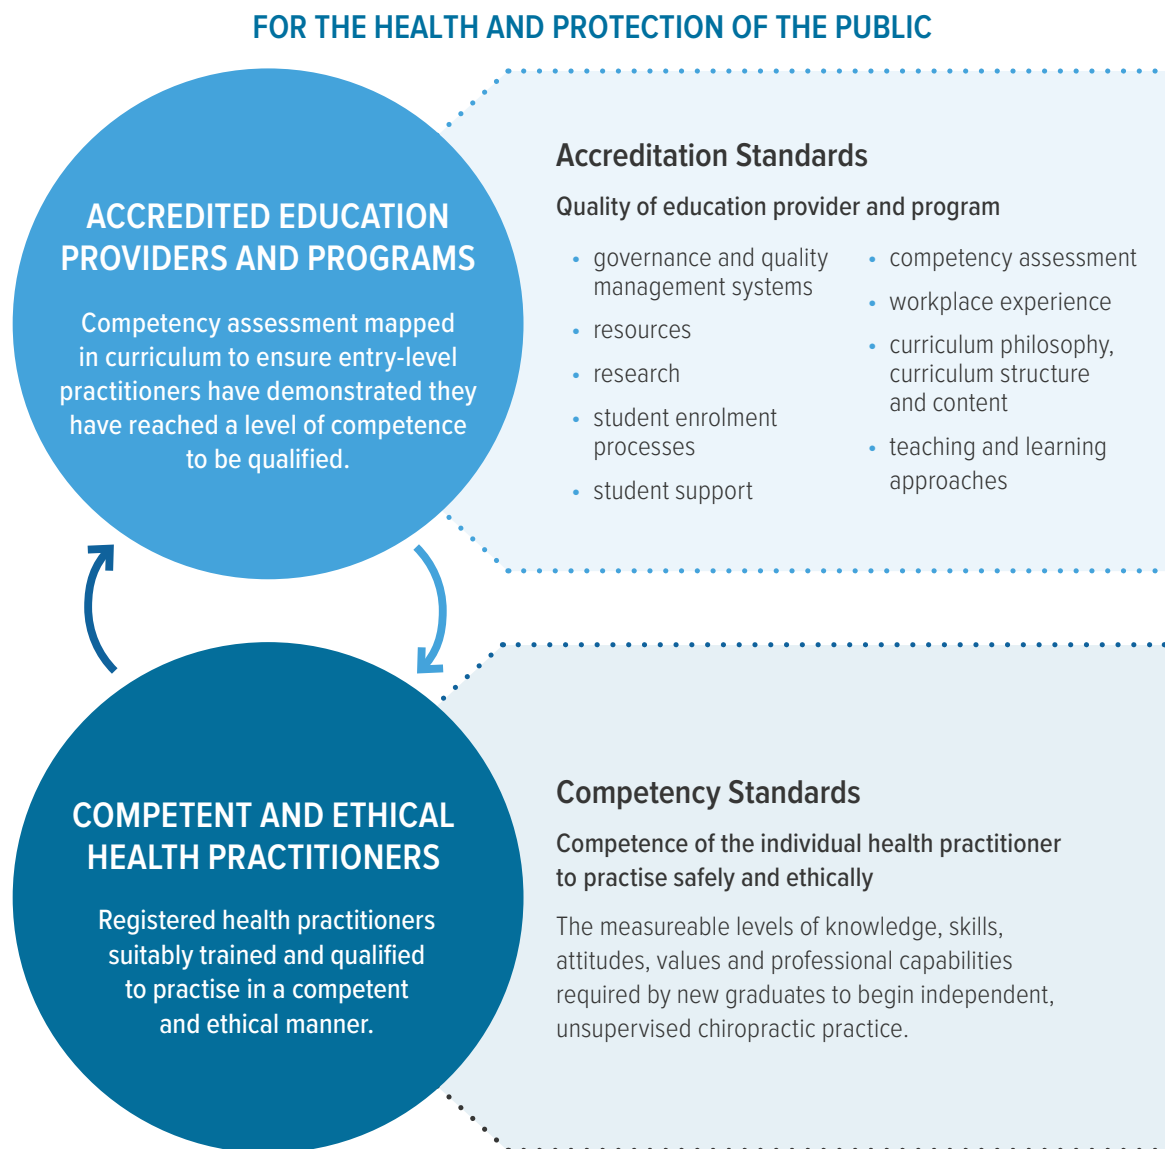 FOR THE HEALTH AND PROTECTION OF THE PUBLIC
ACCREDITED EDUCATION
PROVIDERS AND PROGRAMS
Competency assessment mapped
in curriculum to ensure entry-level
practitioners have demonstrated they
have reached a level of competence
to be qualified.
Accreditation Standards
Quality of education provider and program
• governance and quality
management systems
• resources
• research
• student enrolment
processes
• student support
• competency assessment
• workplace experience
• curriculum philosophy,
curriculum structure
and content
• teaching and learning
approaches
COMPETENT AND ETHICAL
HEALTH PRACTITIONERS
Registered health practitioners
suitably trained and qualified
to practise in a competent
and ethical manner.
Competency Standards
Competence of the individual health practitioner
to practise safely and ethically
The measureable levels of knowledge, skills,
attitudes, values and professional capabilities
required by new graduates to begin independent,
unsupervised chiropractic practice.